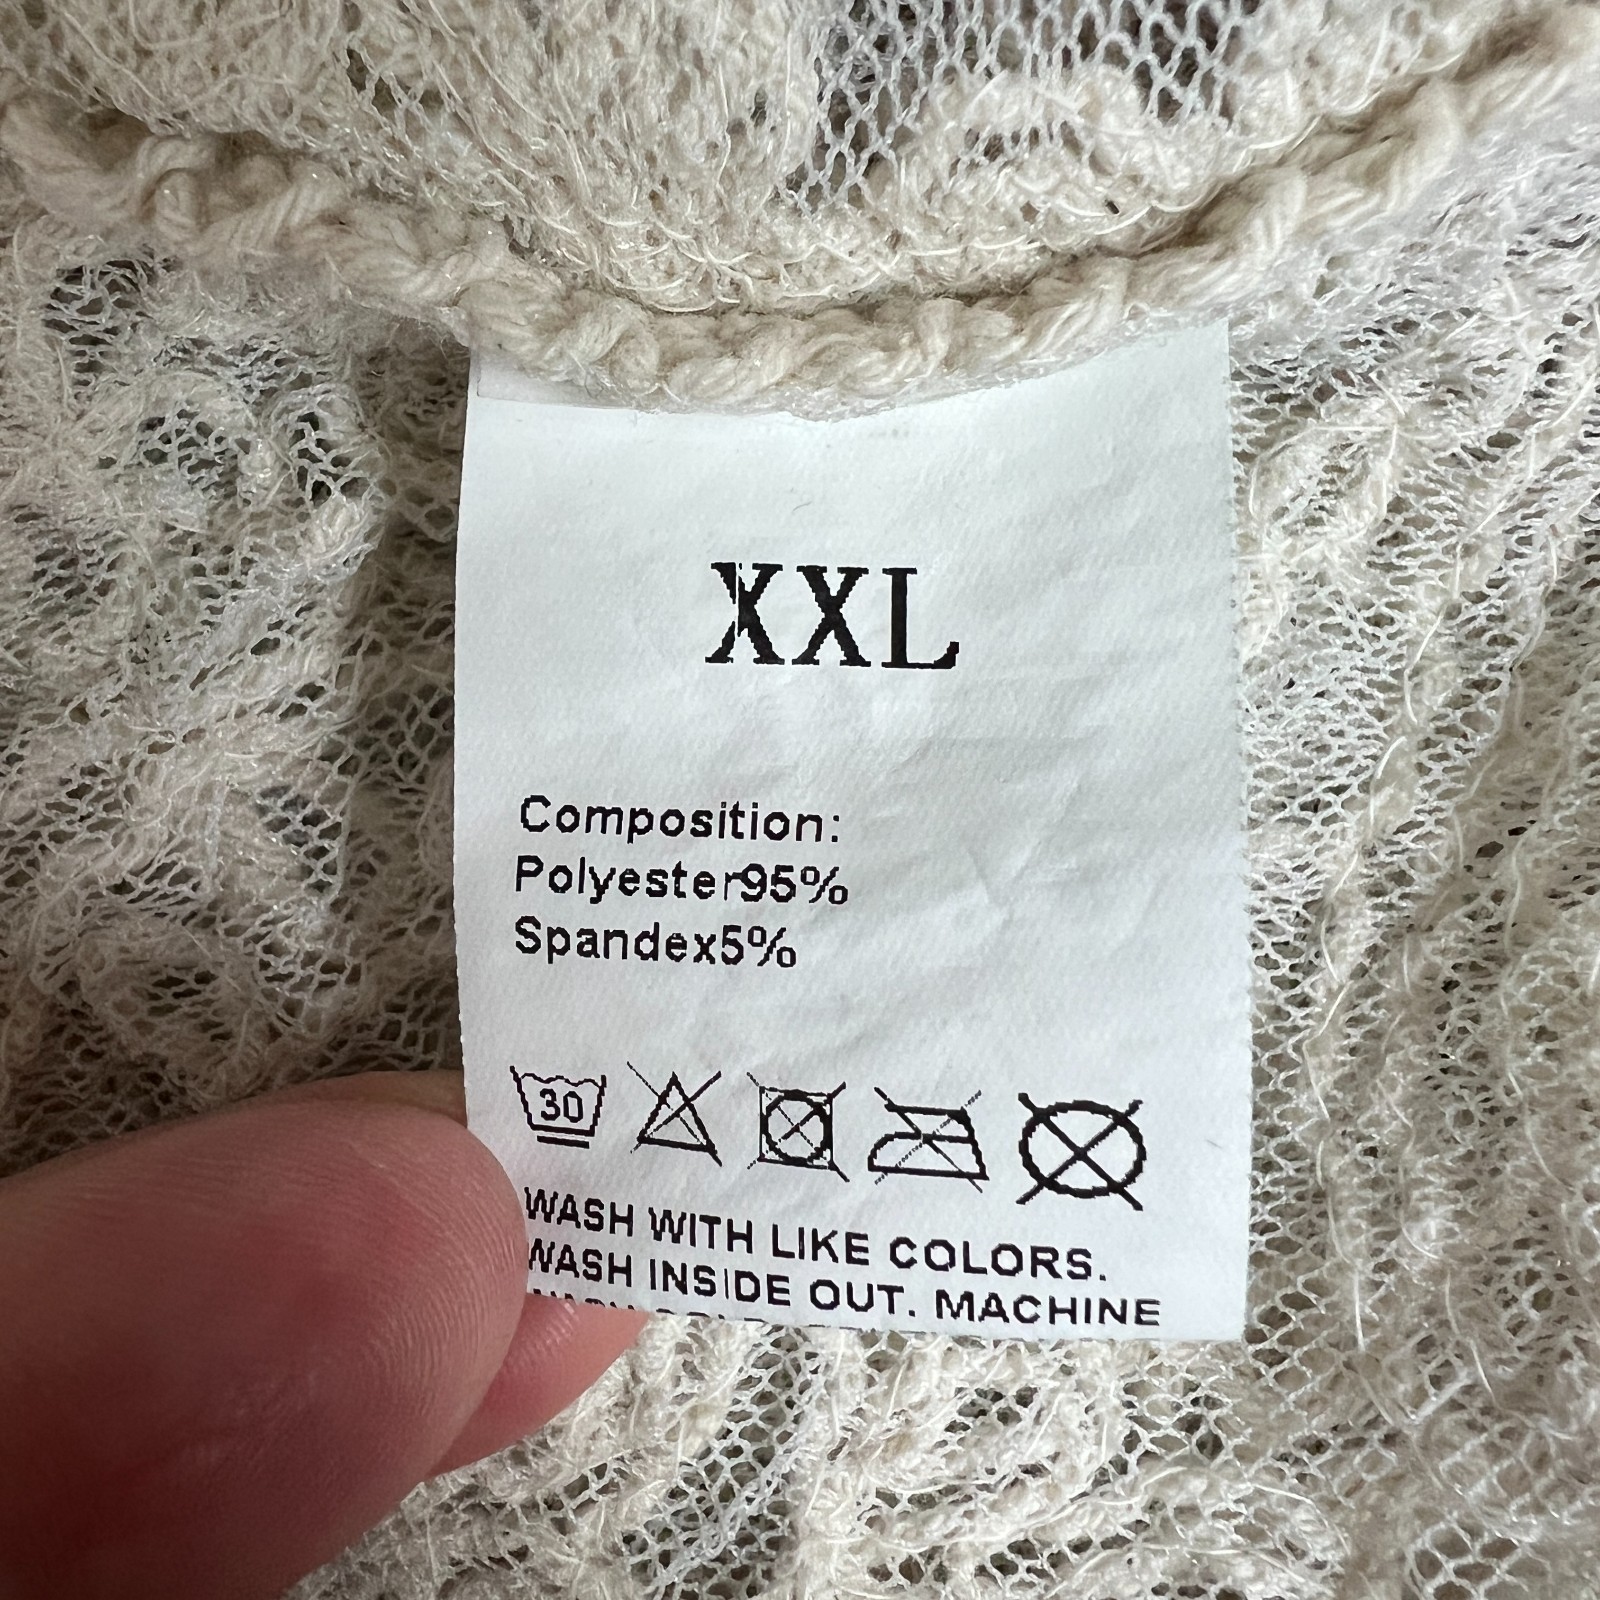 XXL
Composition:
Polyester95%
Spandex5%
30
WASH WITH LIKE COLORS.
WASH INSIDE OUT. MACHINE